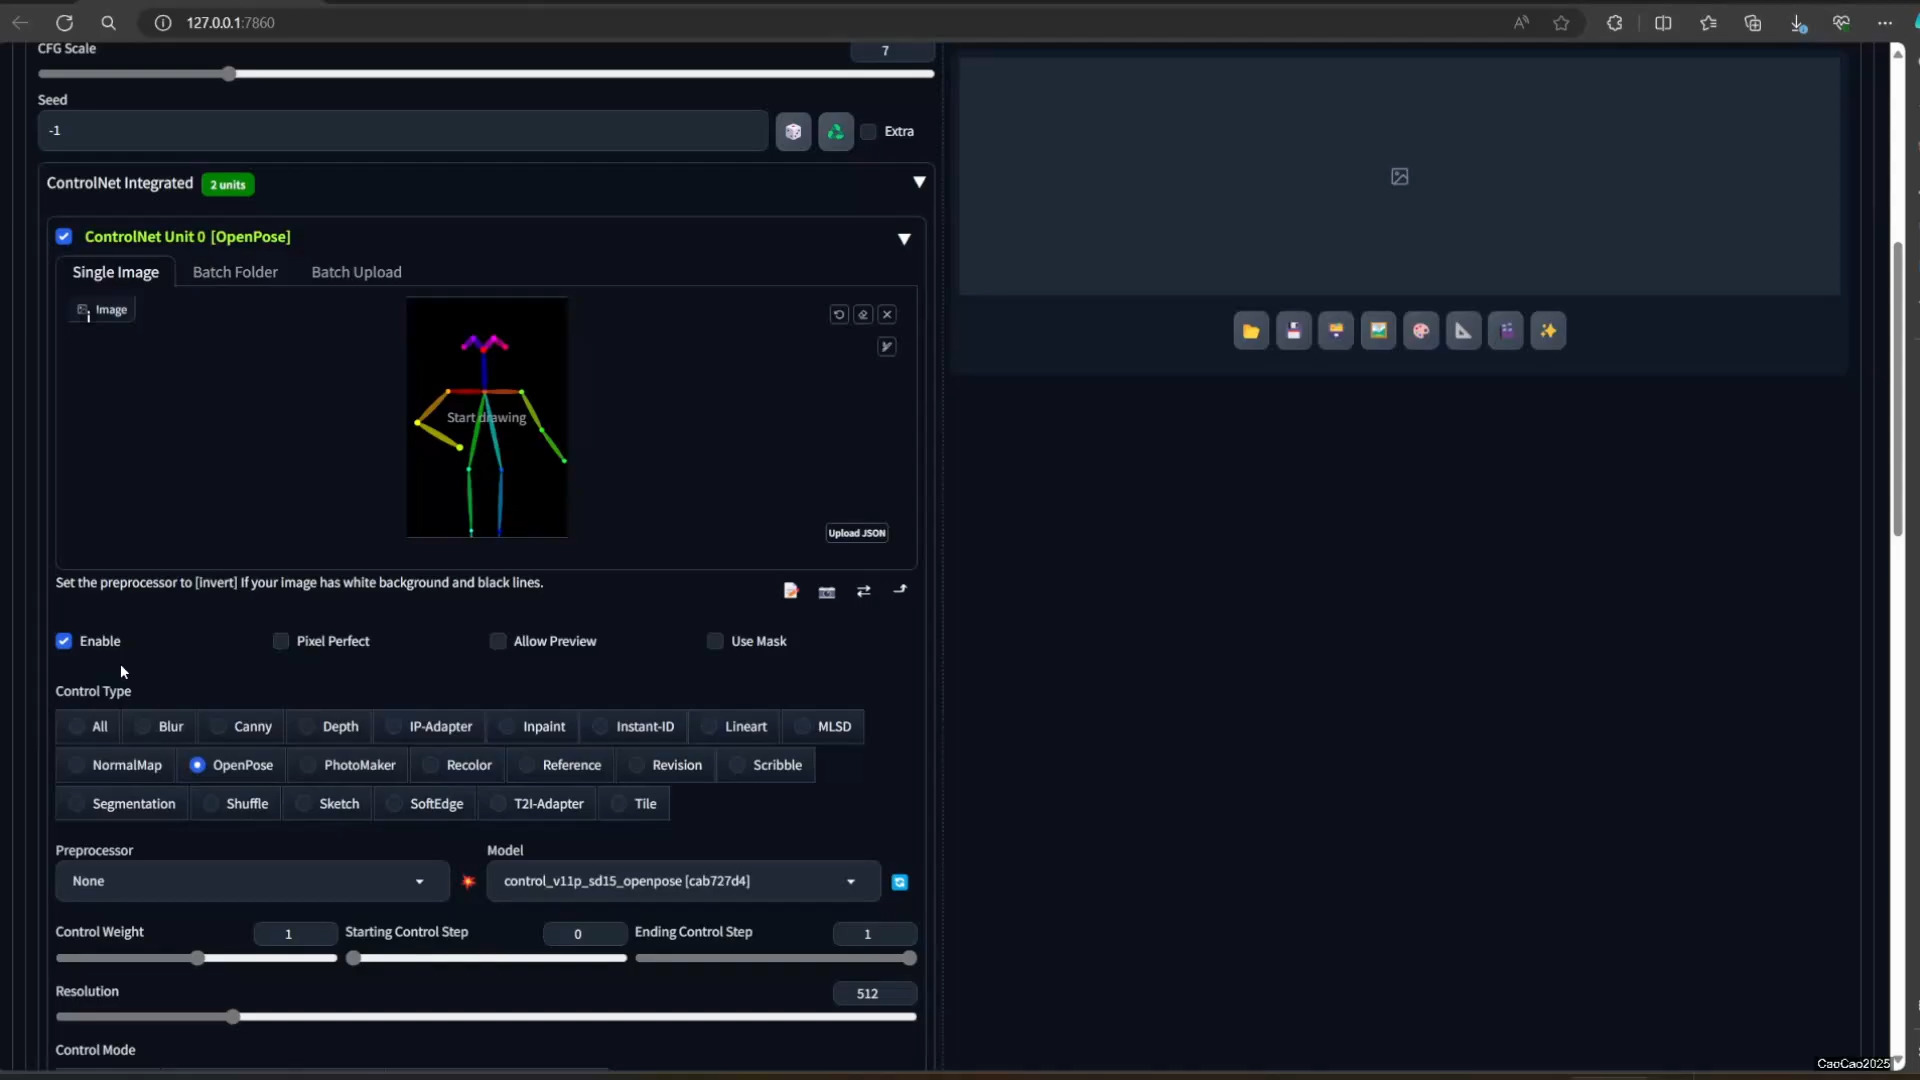 127.0.0.1:7860
CFG Scale
7
Seed
-1
Extra
ControlNet Integrated 2 units
ControlNet Unit 0 [OpenPose]
Single Image Batch Folder Batch Upload
Image
Start drawing
Upload JSON
Set the preprocessor to [invert] If your image has white background and black lines.
Enable Pixel Perfect Allow Preview Use Mask
Control Type
All Blur Canny Depth IP-Adapter Inpaint Instant-ID Lineart MLSD
NormalMap OpenPose PhotoMaker Recolor Reference Revision Scribble
Segmentation Shuffle Sketch SoftEdge T2I-Adapter Tile
Preprocessor Model
None control_v11p_sd15_openpose [cab727d4]
Control Weight 1 Starting Control Step 0 Ending Control Step 1
Resolution 512
Control Mode
CaoCao2025